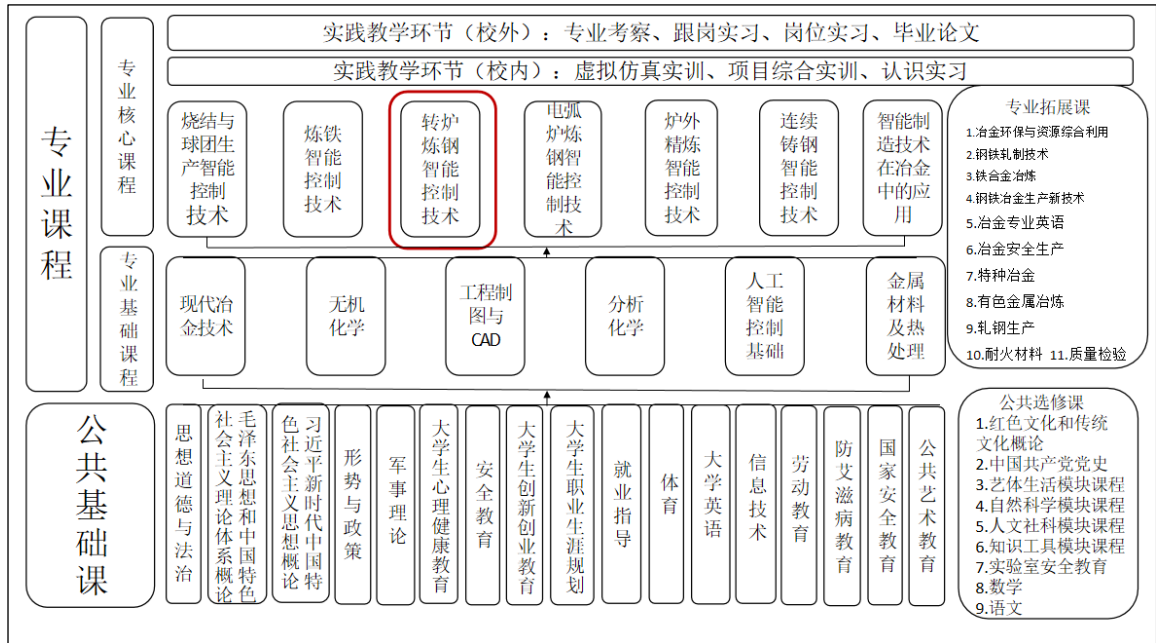 实践教学环节（校外）：专业考察、跟岗实习、岗位实习、毕业论文
实践教学环节（校内）：虚拟仿真实训、项目综合实训、认识实习
专业课程
专业核心课程
烧结与
球团生
产智能
控制
技术
炼铁
智能
控制
技术
转炉
炼钢
智能
控制
技术
电弧
炉炼
钢智
能控
制技
术
炉外
精炼
智能
控制
技术
连续
铸钢
智能
控制
技术
智能制
造技术
在冶金
中的应
用
专业拓展课
1.冶金环保与资源综合利用
2.钢铁轧制技术
3.铁合金冶炼
4.钢铁冶金生产新技术
5.冶金专业英语
6.冶金安全生产
7.特种冶金
8.有色金属冶炼
9.轧钢生产
10.耐火材料 11.质量检验
专业基础课程
现代冶
金技术
无机
化学
工程制
图与
CAD
分析
化学
人工
智能
控制
基础
金属
材料
及热
处理
公共基础课
思想道德与法治
毛泽东思想和中国特色
社会主义理论体系概论
习近平新时代中国特
色社会主义思想概论
形势与政策
军事理论
大学生心理健康教育
安全教育
大学生创新创业教育
大学生职业生涯规划
就业指导
体育
大学英语
信息技术
劳动教育
防艾滋病教育
国家安全教育
公共艺术教育
公共选修课
1.红色文化和传统
文化概论
2.中国共产党党史
3.艺体生活模块课程
4.自然科学模块课程
5.人文社科模块课程
6.知识工具模块课程
7.实验室安全教育
8.数学
9.语文